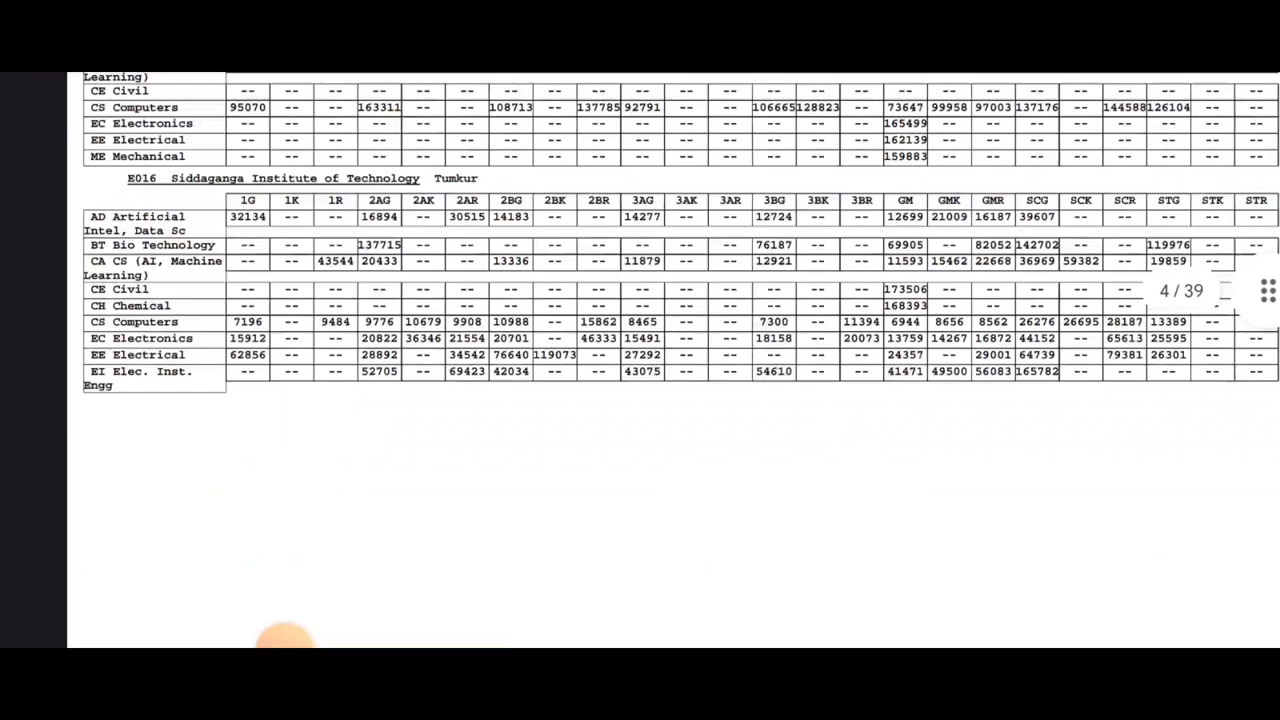 Learning)
CE Civil -- -- -- -- -- -- -- -- -- -- -- -- -- -- -- -- -- -- -- -- -- -- -- --
CS Computers 95070 -- -- 163311 -- -- 108713 -- 137785 92791 -- -- 106665 128823 -- 73647 99958 97003 137176 -- 144588 126104 -- --
EC Electronics -- -- -- -- -- -- -- -- -- -- -- -- -- -- -- 165499 -- -- -- -- -- -- -- --
EE Electrical -- -- -- -- -- -- -- -- -- -- -- -- -- -- -- 162139 -- -- -- -- -- -- -- --
ME Mechanical -- -- -- -- -- -- -- -- -- -- -- -- -- -- -- 159883 -- -- -- -- -- -- -- --
E016 Siddaganga Institute of Technology Tumkur
1G 1K 1R 2AG 2AK 2AR 2BG 2BK 2BR 3AG 3AK 3AR 3BG 3BK 3BR GM GMK GMR SCG SCK SCR STG STK STR
AD Artificial 32134 -- -- 16894 -- 30515 14183 -- -- 14277 -- -- 12724 -- -- 12699 21009 16187 39607 -- -- -- -- --
Intel, Data Sc
BT Bio Technology -- -- -- 137715 -- -- -- -- -- -- -- -- 76187 -- -- 69905 -- 82052 142702 -- -- 119976 -- --
CA CS (AI, Machine -- -- 43544 20433 -- -- 13336 -- -- 11879 -- -- 12921 -- -- 11593 15462 22668 36969 59382 -- 19859 -- --
Learning)
CE Civil -- -- -- -- -- -- -- -- -- -- -- -- -- -- -- 173506 -- -- -- -- --
4 / 39
CH Chemical -- -- -- -- -- -- -- -- -- -- -- -- -- -- -- 168393 -- -- -- -- -- -- -- --
CS Computers 7196 -- 9484 9776 10679 9908 10988 -- 15862 8465 -- -- 7300 -- 11394 6944 8656 8562 26276 26695 28187 13389 -- --
EC Electronics 15912 -- -- 20822 36346 21554 20701 -- 46333 15491 -- -- 18158 -- 20073 13759 14267 16872 44152 -- 65613 25595 -- --
EE Electrical 62856 -- -- 28892 -- 34542 76640 119073 -- 27292 -- -- -- -- -- 24357 -- 29001 64739 -- 79381 26301 -- --
EI Elec. Inst. -- -- -- 52705 -- 69423 42034 -- -- 43075 -- -- 54610 -- -- 41471 49500 56083 165782 -- -- -- -- --
Engg